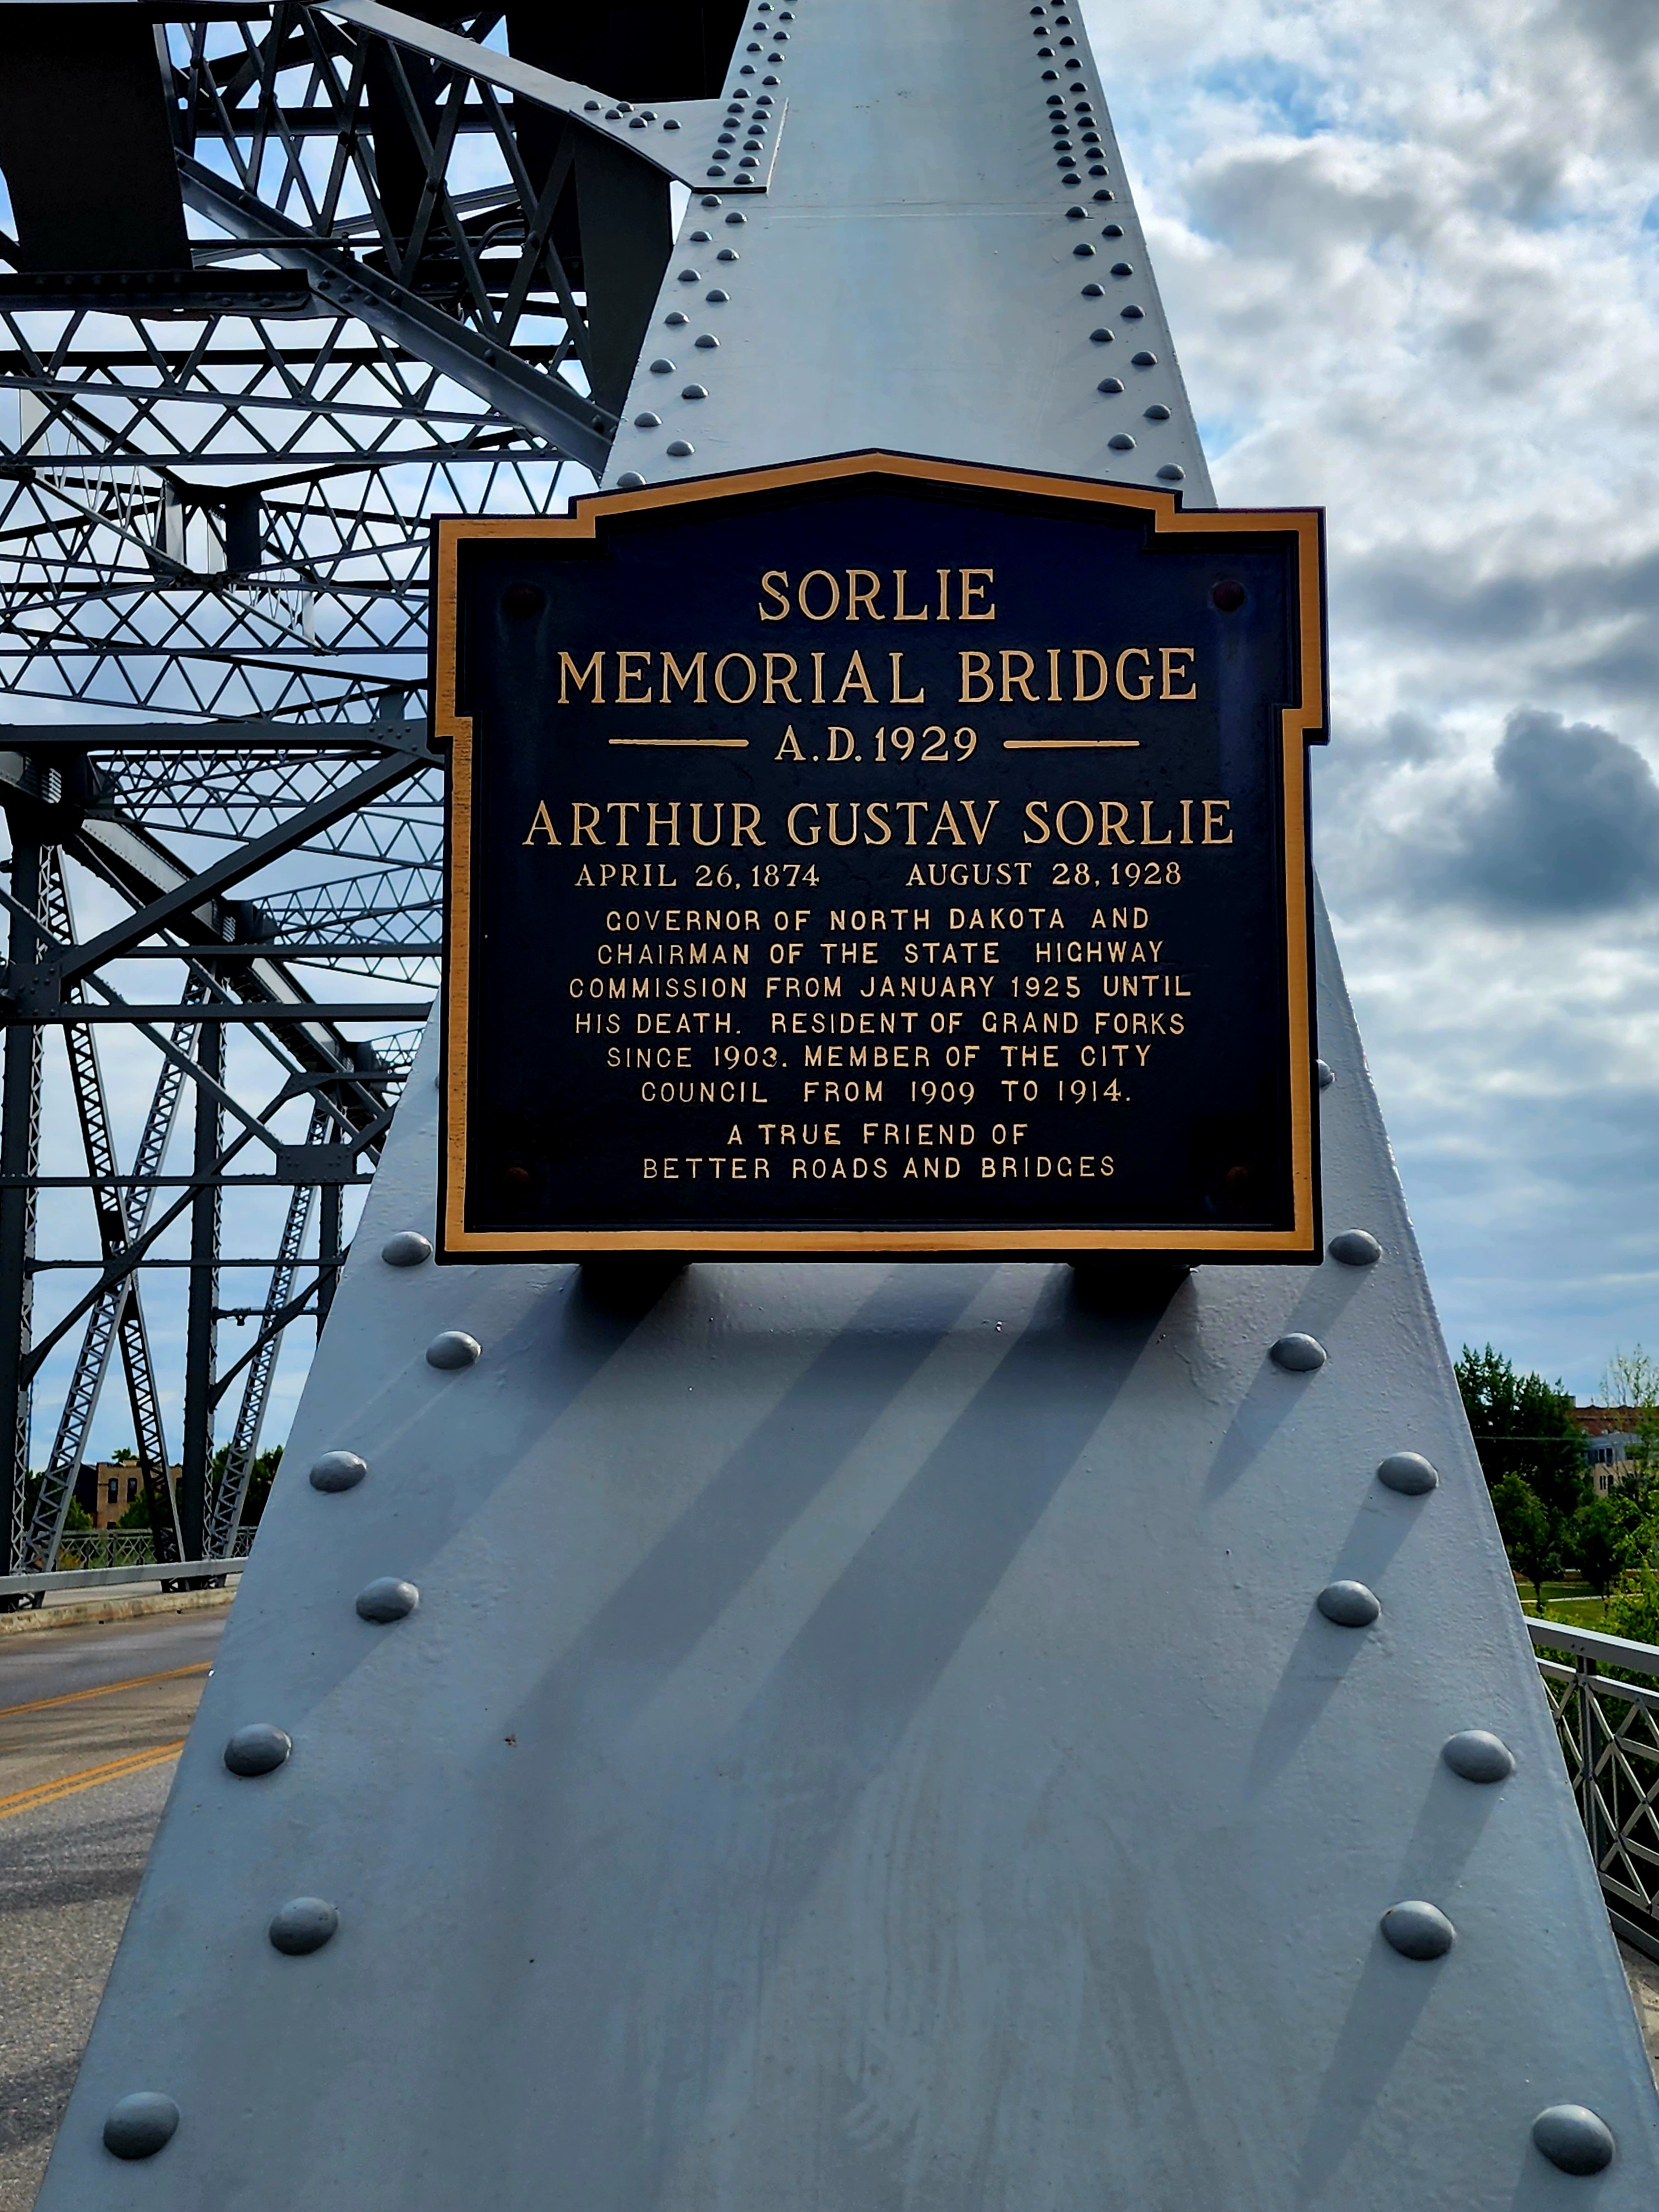 SORLIE
MEMORIAL BRIDGE
A.D. 1929
ARTHUR GUSTAV SORLIE
APRIL 26, 1874 AUGUST 28, 1928
GOVERNOR OF NORTH DAKOTA AND
CHAIRMAN OF THE STATE HIGHWAY
COMMISSION FROM JANUARY 1925 UNTIL
HIS DEATH. RESIDENT OF GRAND FORKS
SINCE 1903. MEMBER OF THE CITY
COUNCIL FROM 1909 TO 1914.
A TRUE FRIEND OF
BETTER ROADS AND BRIDGES